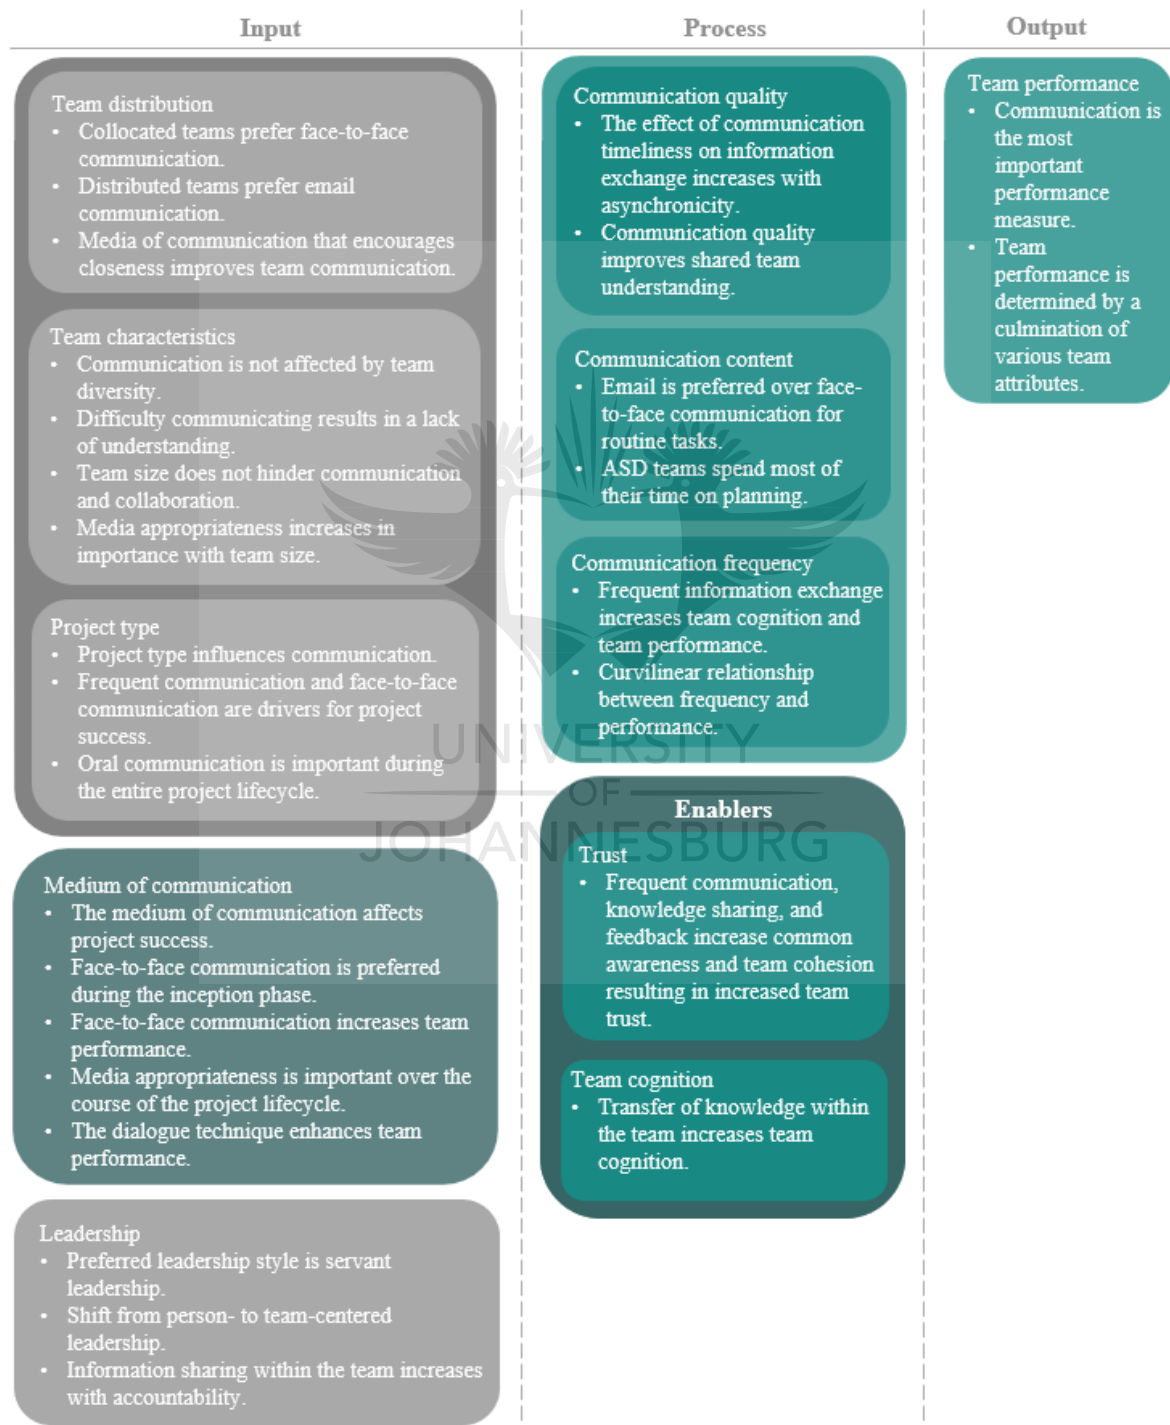 Input
Team distribution
• Collocated teams prefer face-to-face
communication.
• Distributed teams prefer email
communication.
• Media of communication that encourages
closeness improves team communication.
Team characteristics
• Communication is not affected by team
diversity.
• Difficulty communicating results in a lack
of understanding.
• Team size does not hinder communication
and collaboration.
• Media appropriateness increases in
importance with team size.
Project type
• Project type influences communication.
• Frequent communication and face-to-face
communication are drivers for project
success.
• Oral communication is important during
the entire project lifecycle.
Medium of communication
• The medium of communication affects
project success.
• Face-to-face communication is preferred
during the inception phase.
• Face-to-face communication increases team
performance.
• Media appropriateness is important over the
course of the project lifecycle.
• The dialogue technique enhances team
performance.
Leadership
• Preferred leadership style is servant
leadership.
• Shift from person- to team-centered
leadership.
• Information sharing within the team increases
with accountability.
Process
Communication quality
• The effect of communication
timeliness on information
exchange increases with
asynchronicity.
• Communication quality
improves shared team
understanding.
Communication content
• Email is preferred over face-
to-face communication for
routine tasks.
• ASD teams spend most of
their time on planning.
Communication frequency
• Frequent information exchange
increases team cognition and
team performance.
• Curvilinear relationship
between frequency and
performance.
Enablers
Trust
• Frequent communication,
knowledge sharing, and
feedback increase common
awareness and team cohesion
resulting in increased team
trust.
Team cognition
• Transfer of knowledge within
the team increases team
cognition.
Output
Team performance
• Communication is
the most
important
performance
measure.
• Team
performance is
determined by a
culmination of
various team
attributes.
UNIVERSITY
OF
JOHANNESBURG